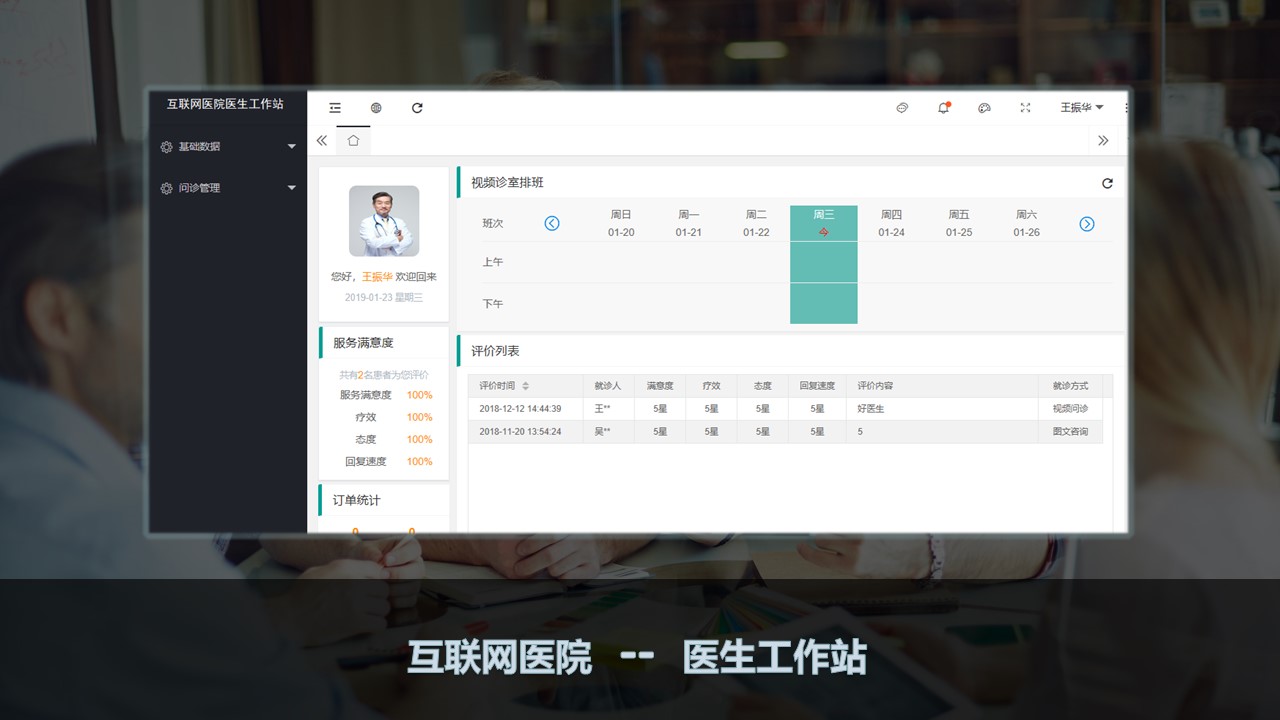 互联网医院医生工作站
王振华
基础数据
问诊管理
您好，王振华 欢迎回来
2019-01-23 星期三
视频诊室排班
班次 周日 周一 周二 周三 周四 周五 周六
01-20 01-21 01-22 今 01-24 01-25 01-26
上午
下午
服务满意度
共有2名患者为您评价
服务满意度 100%
疗效 100%
态度 100%
回复速度 100%
订单统计
评价列表
评价时间 就诊人 满意度 疗效 态度 回复速度 评价内容 就诊方式
2018-12-12 14:44:39 王** 5星 5星 5星 5星 好医生 视频问诊
2018-11-20 13:54:24 吴** 5星 5星 5星 5星 5 图文咨询
互联网医院 -- 医生工作站